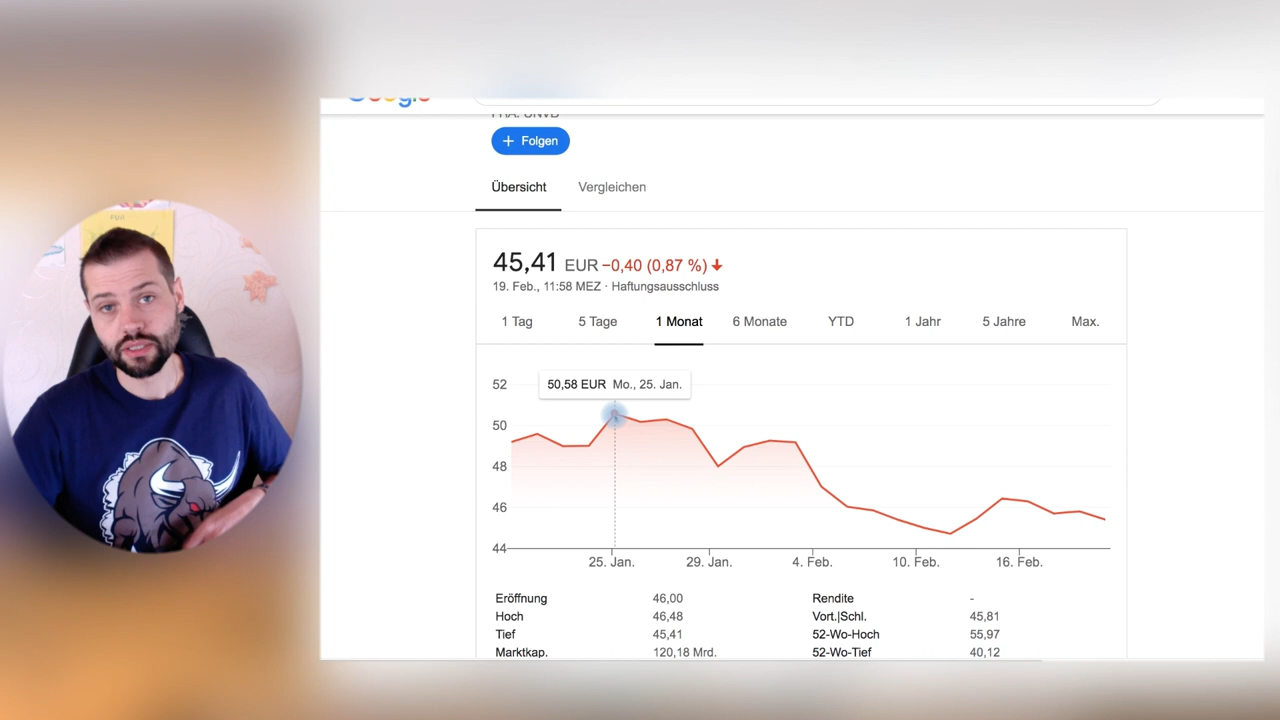 Google
FRA: UNVB
+ Folgen
Übersicht Vergleichen
45,41 EUR −0,40 (0,87 %)
19. Feb., 11:58 MEZ · Haftungsausschluss
1 Tag 5 Tage 1 Monat 6 Monate YTD 1 Jahr 5 Jahre Max.
50,58 EUR Mo., 25. Jan.
52
50
48
46
44
25. Jan. 29. Jan. 4. Feb. 10. Feb. 16. Feb.
Eröffnung 46,00 Rendite -
Hoch 46,48 Vort.|Schl. 45,81
Tief 45,41 52-Wo-Hoch 55,97
Marktkap. 120,18 Mrd. 52-Wo-Tief 40,12